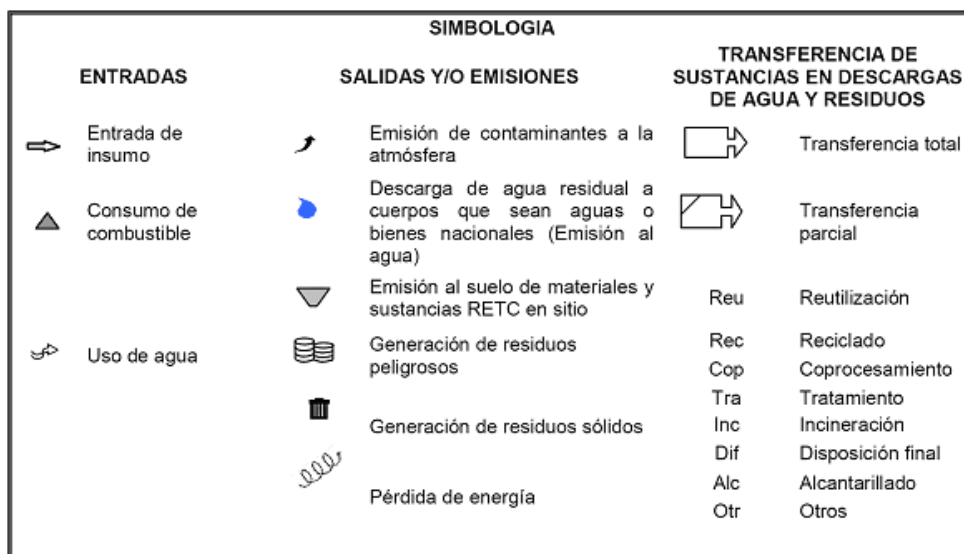 SIMBOLOGIA
ENTRADAS
Entrada de
insumo
Consumo de
combustible
Uso de agua
SALIDAS Y/O EMISIONES
Emisión de contaminantes a la
atmósfera
Descarga de agua residual a
cuerpos que sean aguas o
bienes nacionales (Emisión al
agua)
Emisión al suelo de materiales y
sustancias RETC en sitio
Generación de residuos
peligrosos
Generación de residuos sólidos
Pérdida de energía
TRANSFERENCIA DE
SUSTANCIAS EN DESCARGAS
DE AGUA Y RESIDUOS
Transferencia total
Transferencia
parcial
Reu Reutilización
Rec Reciclado
Cop Coprocesamiento
Tra Tratamiento
Inc Incineración
Dif Disposición final
Alc Alcantarillado
Otr Otros